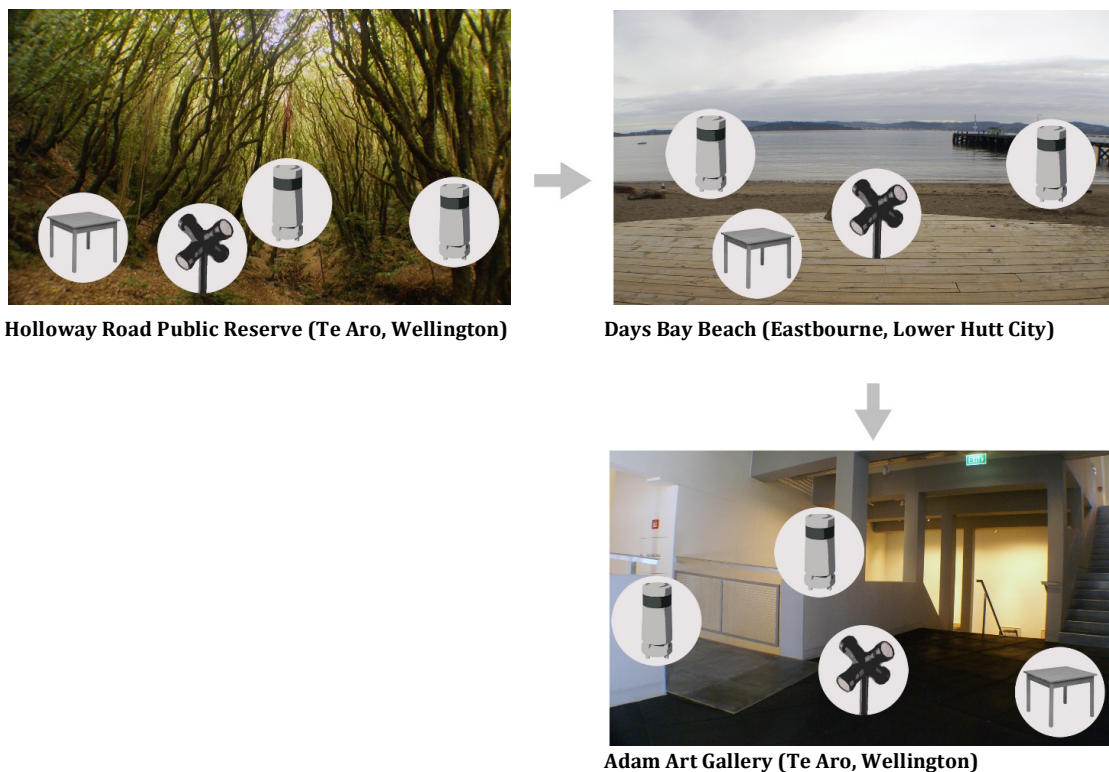 Holloway Road Public Reserve (Te Aro, Wellington)
Days Bay Beach (Eastbourne, Lower Hutt City)
EXIT
Adam Art Gallery (Te Aro, Wellington)